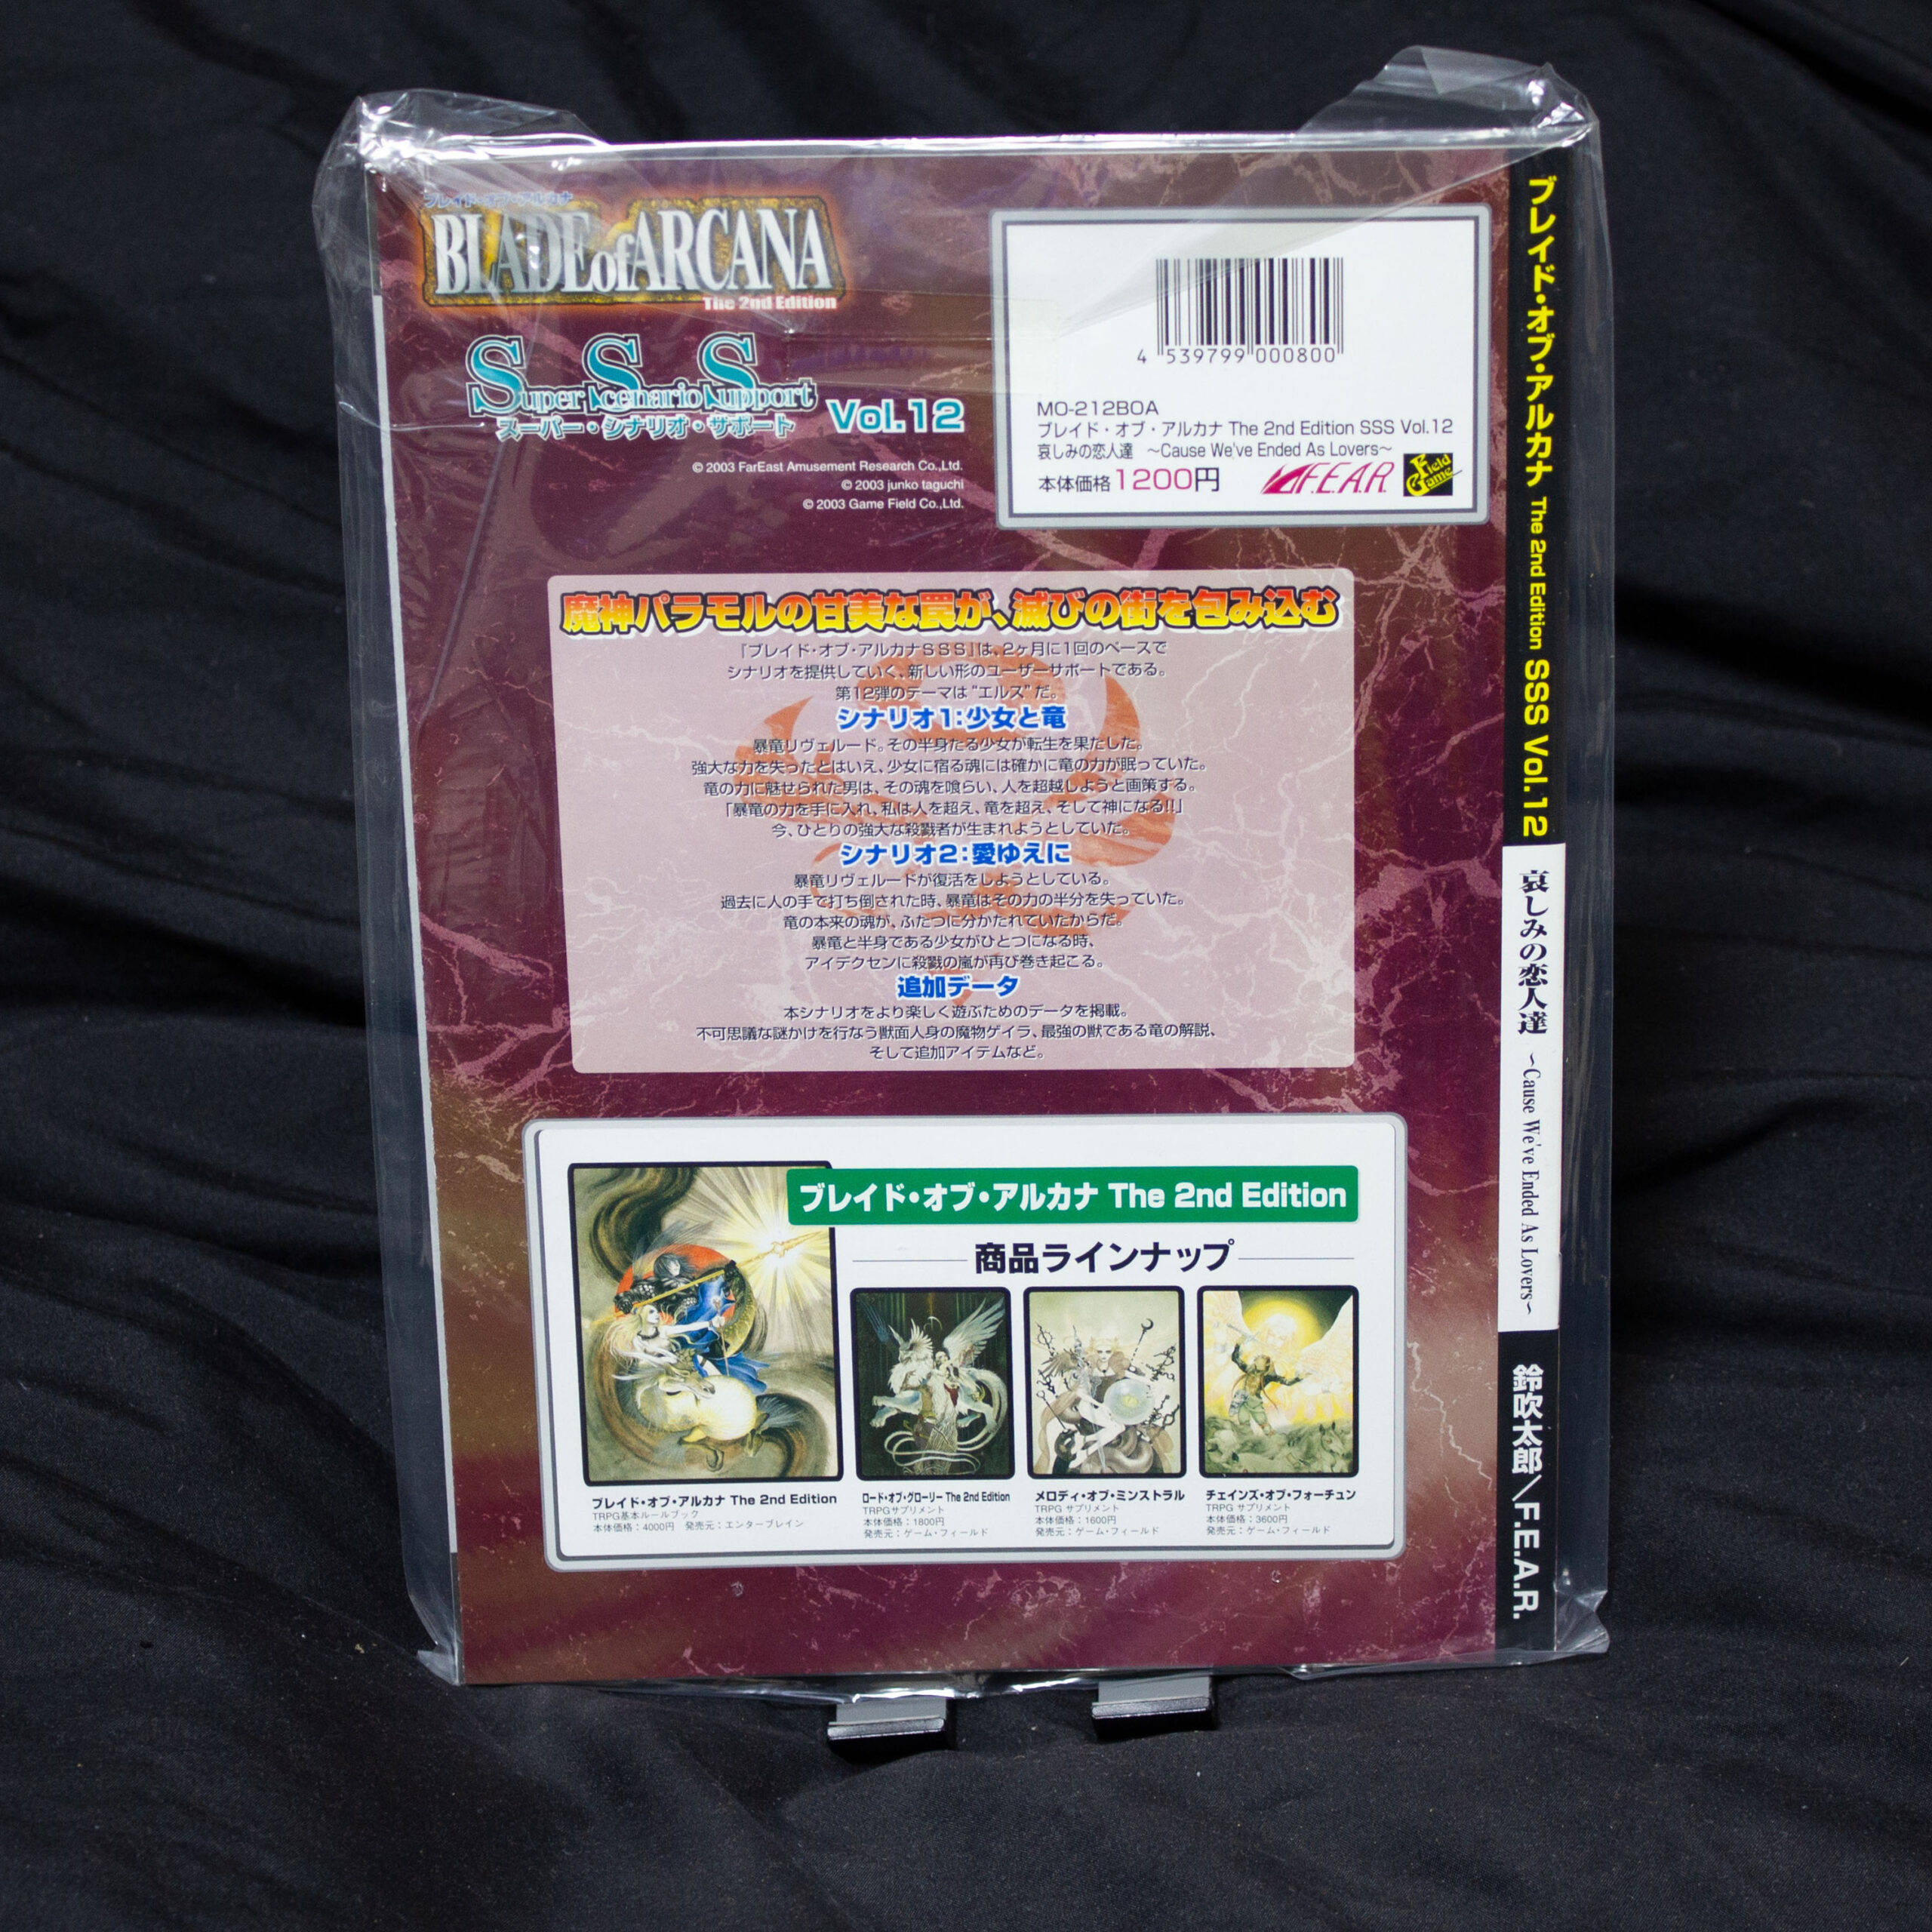 ブレイド・オブ・アルカナ
BLADE of ARCANA
The 2nd Edition
Super Scenario Support
スーパー・シナリオ・サポート
Vol.12
© 2003 FarEast Amusement Research Co.,Ltd.
© 2003 junko taguchi
© 2003 Game Field Co.,Ltd.
4 539799 000800
MO-212BOA
ブレイド・オブ・アルカナ The 2nd Edition SSS Vol.12
哀しみの恋人達 ～Cause We've Ended As Lovers～
本体価格1200円
F.E.A.R.
Field Game
魔神パラモルの甘美な罠が、滅びの街を包み込む
『ブレイド・オブ・アルカナSSS』は、2ヶ月に1回のペースで
シナリオを提供していく、新しい形のユーザーサポートである。
第12弾のテーマは“エルス”だ。
シナリオ1：少女と竜
暴竜リヴェルード。その半身たる少女が転生を果たした。
強大な力を失ったとはいえ、少女に宿る魂には確かに竜の力が眠っていた。
竜の力に魅せられた男は、その魂を喰らい、人を超越しようと画策する。
「暴竜の力を手に入れ、私は人を超え、竜を超え、そして神になる!!」
今、ひとりの強大な殺戮者が生まれようとしていた。
シナリオ2：愛ゆえに
暴竜リヴェルードが復活をしようとしている。
過去に人の手で打ち倒された時、暴竜はその力の半分を失っていた。
竜の本来の魂が、ふたつに分かたれていたからだ。
暴竜と半身である少女がひとつになる時、
アイデクセンに殺戮の嵐が再び巻き起こる。
追加データ
本シナリオをより楽しく遊ぶためのデータを掲載。
不可思議な謎かけを行なう獣面人身の魔物ゲイラ、最強の獣である竜の解説、
そして追加アイテムなど。
ブレイド・オブ・アルカナ The 2nd Edition
商品ラインナップ
ブレイド・オブ・アルカナ The 2nd Edition
TRPG基本ルールブック
本体価格：4000円 発売元：エンターブレイン
ロード・オブ・グローリー The 2nd Edition
TRPGサプリメント
本体価格：1800円
発売元：ゲーム・フィールド
メロディ・オブ・ミンストラル
TRPG サプリメント
本体価格：1600円
発売元：ゲーム・フィールド
チェインズ・オブ・フォーチュン
TRPG サプリメント
本体価格：3600円
発売元：ゲーム・フィールド
ブレイド・オブ・アルカナ The 2nd Edition SSS Vol.12
哀しみの恋人達 ～Cause We've Ended As Lovers～
鈴吹太郎／F.E.A.R.